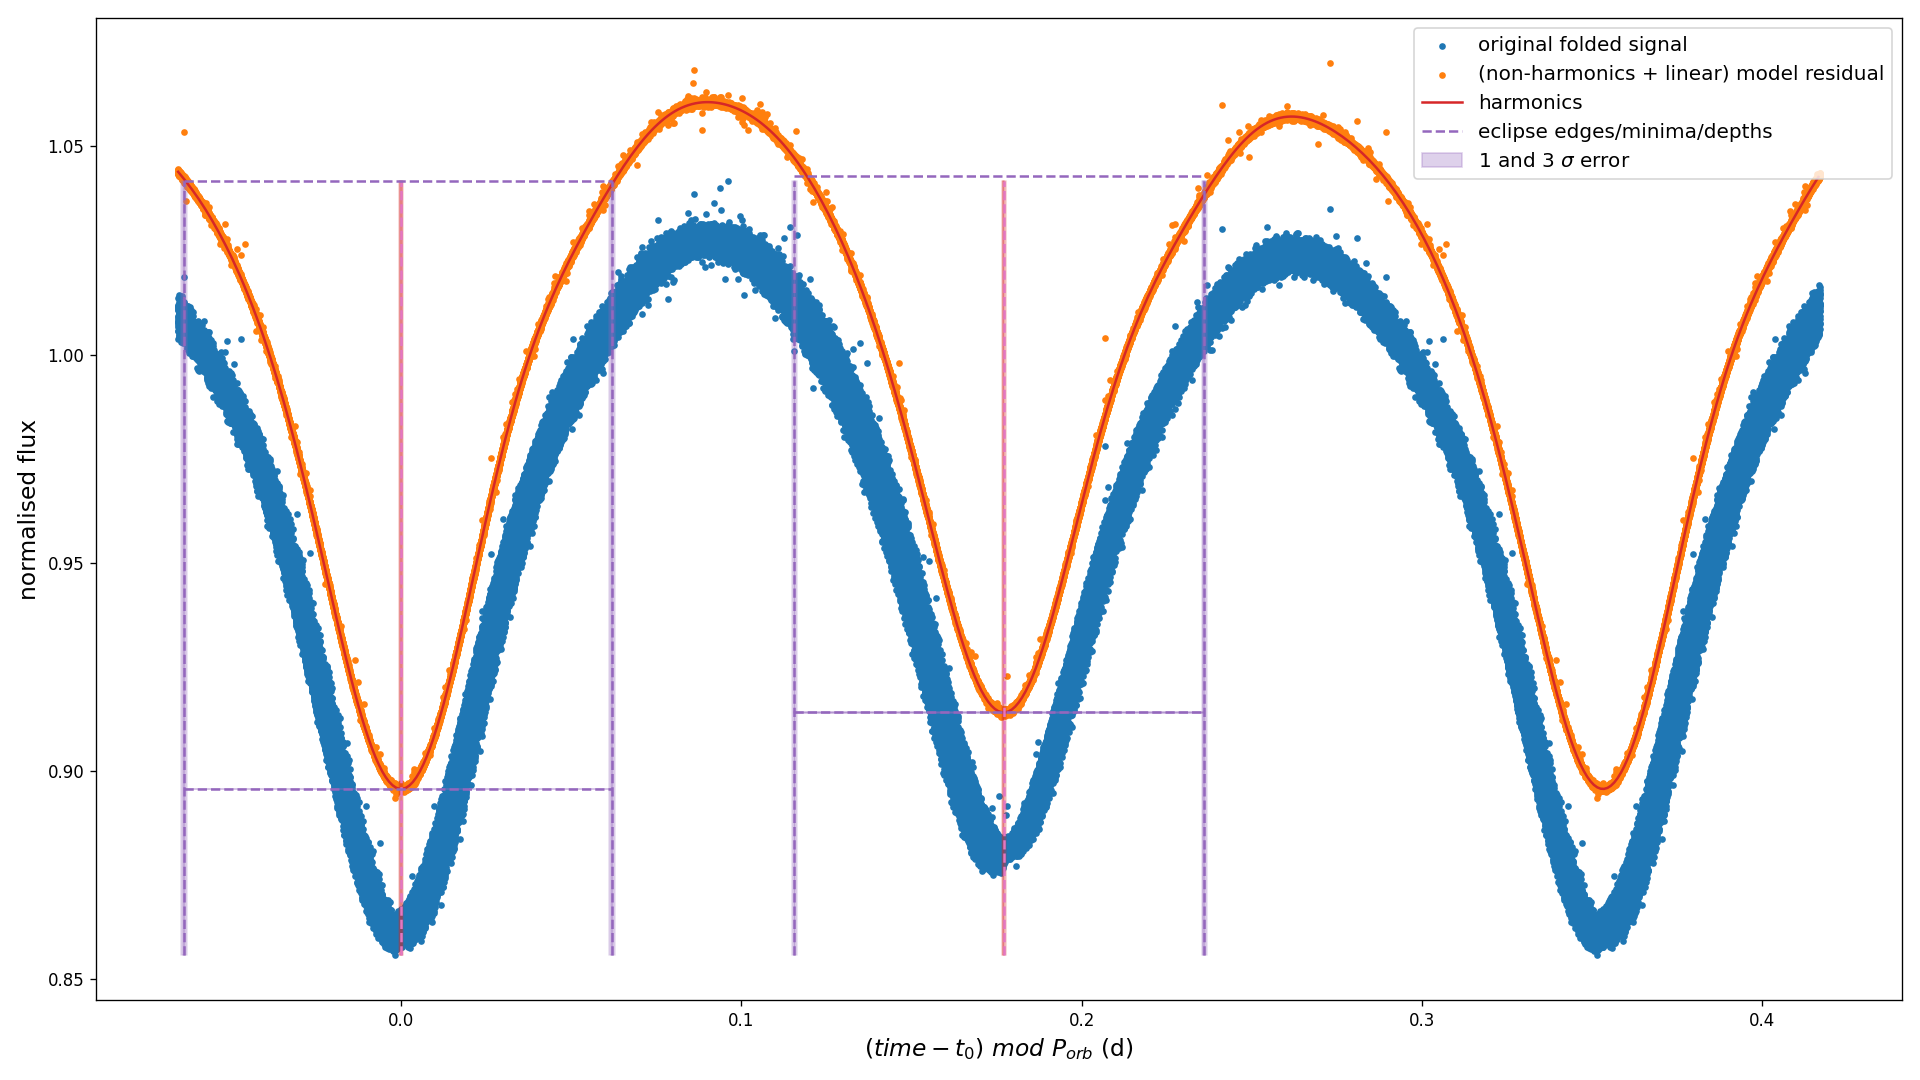 original folded signal
(non-harmonics + linear) model residual
harmonics
eclipse edges/minima/depths
1 and 3 σ error
normalised flux
1.05
1.00
0.95
0.90
0.85
0.0 0.1 0.2 0.3 0.4
(time − t₀) mod Pₒᵣᵦ (d)